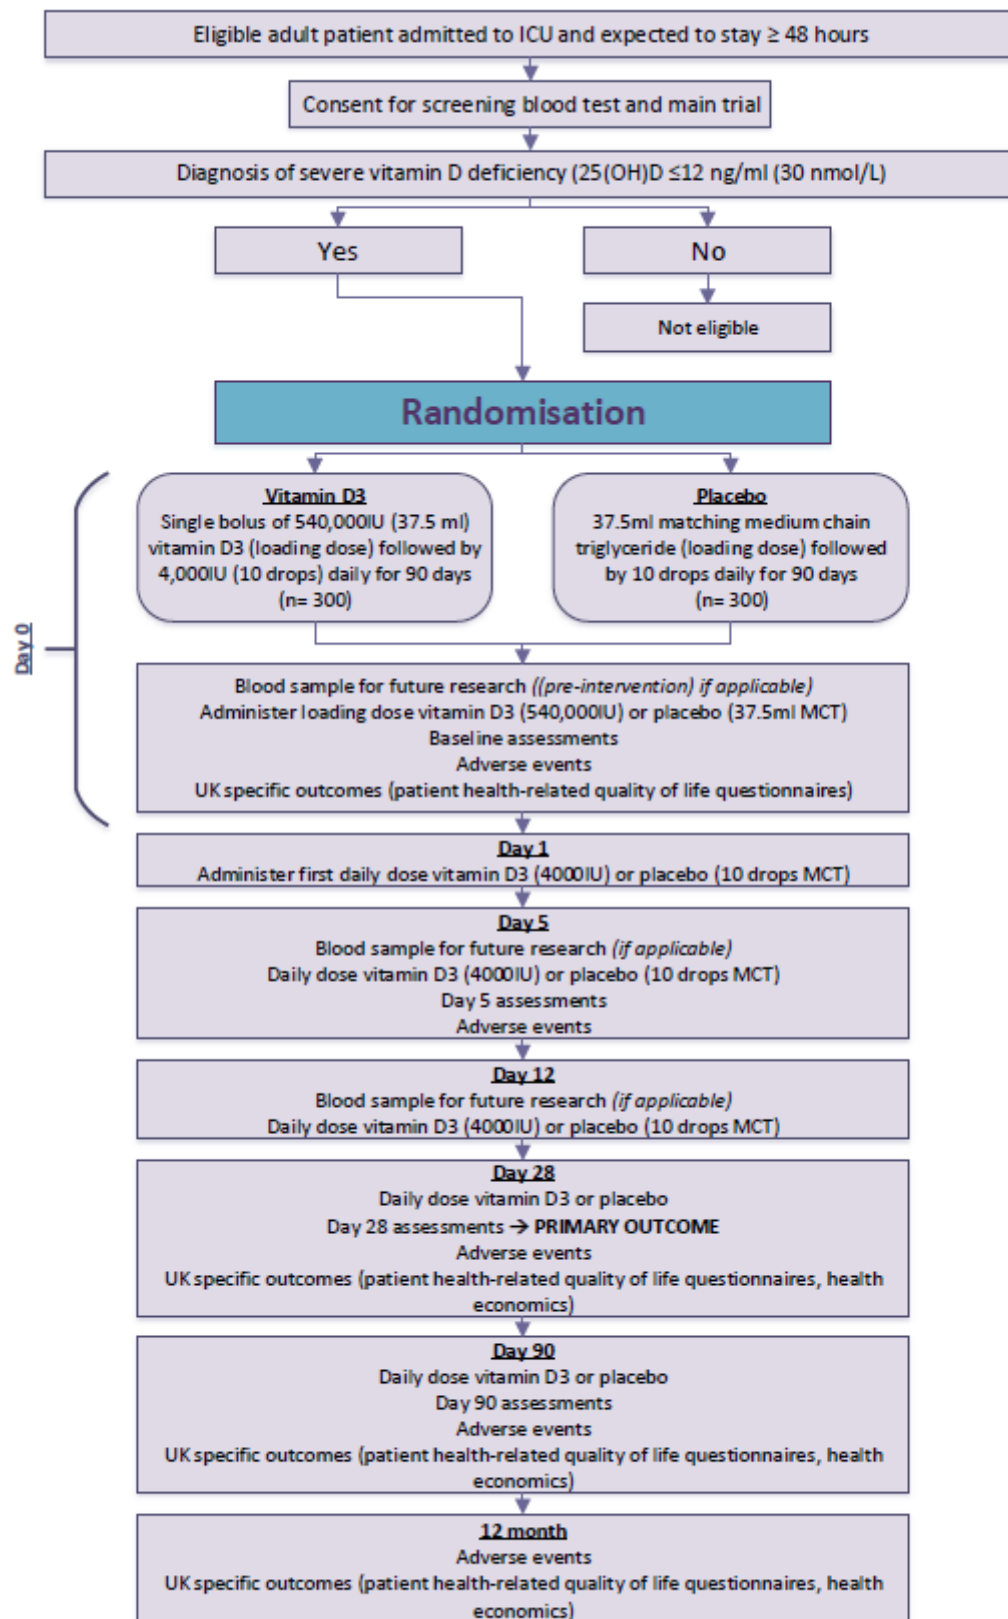 Eligible adult patient admitted to ICU and expected to stay ≥ 48 hours
Consent for screening blood test and main trial
Diagnosis of severe vitamin D deficiency (25(OH)D ≤12 ng/ml (30 nmol/L)
Yes
No
Not eligible
Randomisation
Day 0
Vitamin D3
Single bolus of 540,000IU (37.5 ml)
vitamin D3 (loading dose) followed by
4,000IU (10 drops) daily for 90 days
(n= 300)
Placebo
37.5ml matching medium chain
triglyceride (loading dose) followed
by 10 drops daily for 90 days
(n= 300)
Blood sample for future research ((pre-intervention) if applicable)
Administer loading dose vitamin D3 (540,000IU) or placebo (37.5ml MCT)
Baseline assessments
Adverse events
UK specific outcomes (patient health-related quality of life questionnaires)
Day 1
Administer first daily dose vitamin D3 (4000IU) or placebo (10 drops MCT)
Day 5
Blood sample for future research (if applicable)
Daily dose vitamin D3 (4000IU) or placebo (10 drops MCT)
Day 5 assessments
Adverse events
Day 12
Blood sample for future research (if applicable)
Daily dose vitamin D3 (4000IU) or placebo (10 drops MCT)
Day 28
Daily dose vitamin D3 or placebo
Day 28 assessments → PRIMARY OUTCOME
Adverse events
UK specific outcomes (patient health-related quality of life questionnaires, health
economics)
Day 90
Daily dose vitamin D3 or placebo
Day 90 assessments
Adverse events
UK specific outcomes (patient health-related quality of life questionnaires, health
economics)
12 month
Adverse events
UK specific outcomes (patient health-related quality of life questionnaires, health
economics)